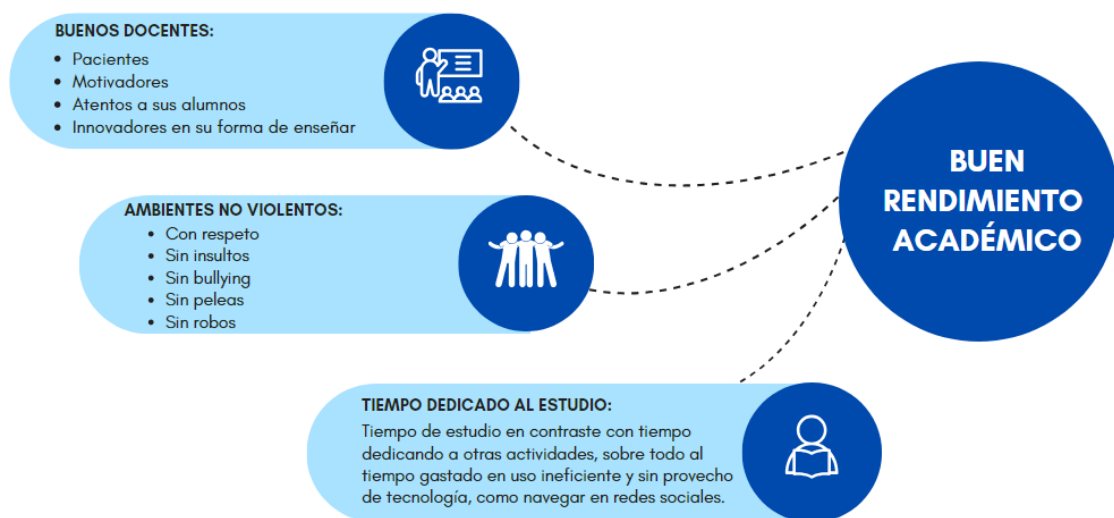 BUENOS DOCENTES:
• Pacientes
• Motivadores
• Atentos a sus alumnos
• Innovadores en su forma de enseñar
AMBIENTES NO VIOLENTOS:
• Con respeto
• Sin insultos
• Sin bullying
• Sin peleas
• Sin robos
TIEMPO DEDICADO AL ESTUDIO:
Tiempo de estudio en contraste con tiempo
dedicando a otras actividades, sobre todo al
tiempo gastado en uso ineficiente y sin provecho
de tecnología, como navegar en redes sociales.
BUEN
RENDIMIENTO
ACADÉMICO